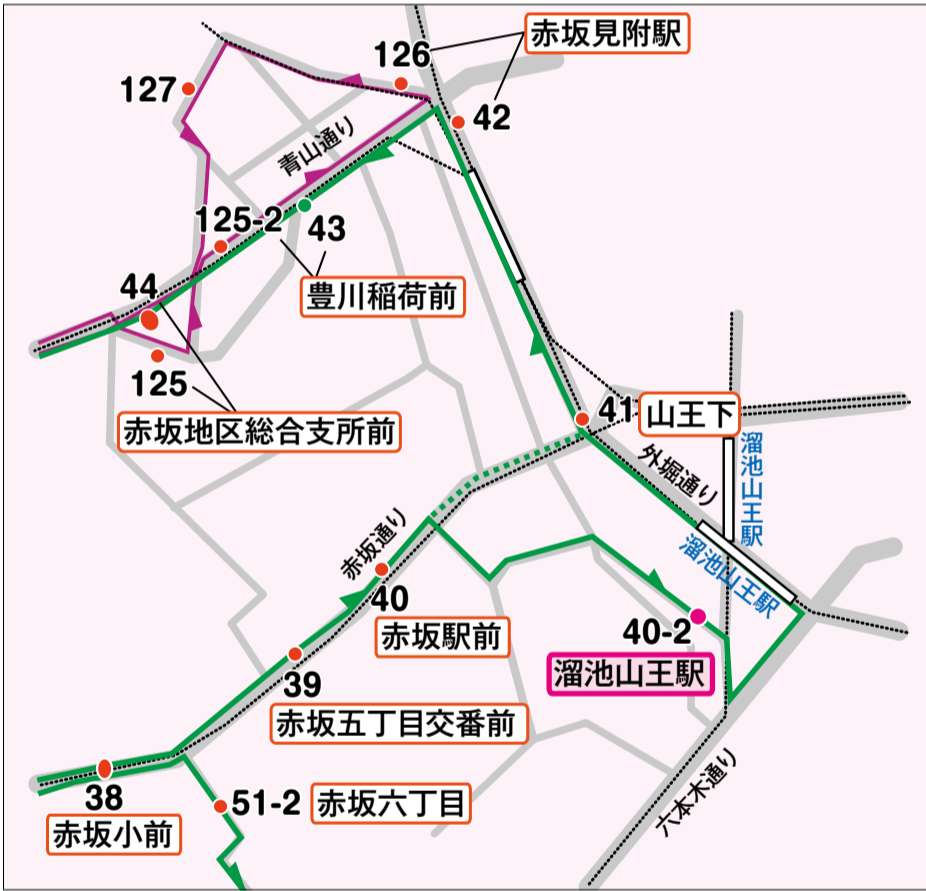 赤坂見附駅
126
127
42
青山通り
125-2
43
豊川稲荷前
44
125
赤坂地区総合支所前
41
山王下
外堀通り
溜池山王駅
溜池山王駅
赤坂通り
40
赤坂駅前
40-2
溜池山王駅
39
赤坂五丁目交番前
六本木通り
38
赤坂小前
51-2
赤坂六丁目